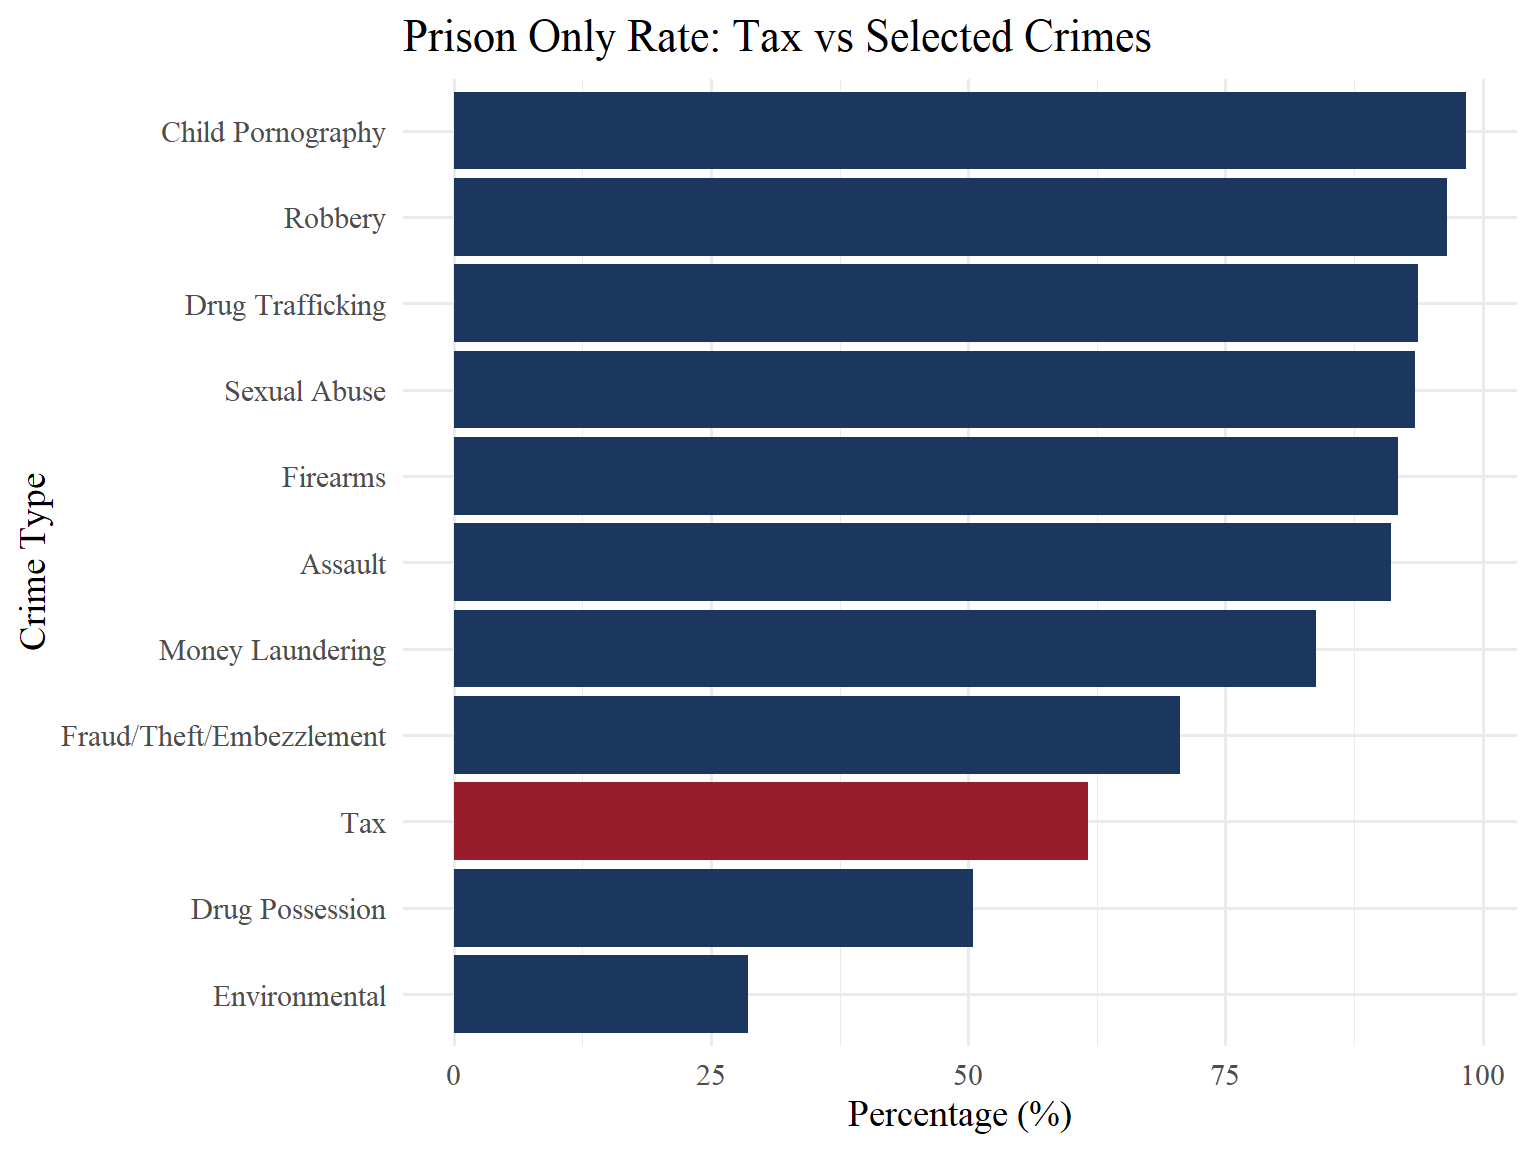 Prison Only Rate: Tax vs Selected Crimes
Crime Type
Child Pornography
Robbery
Drug Trafficking
Sexual Abuse
Firearms
Assault
Money Laundering
Fraud/Theft/Embezzlement
Tax
Drug Possession
Environmental
0 25 50 75 100
Percentage (%)